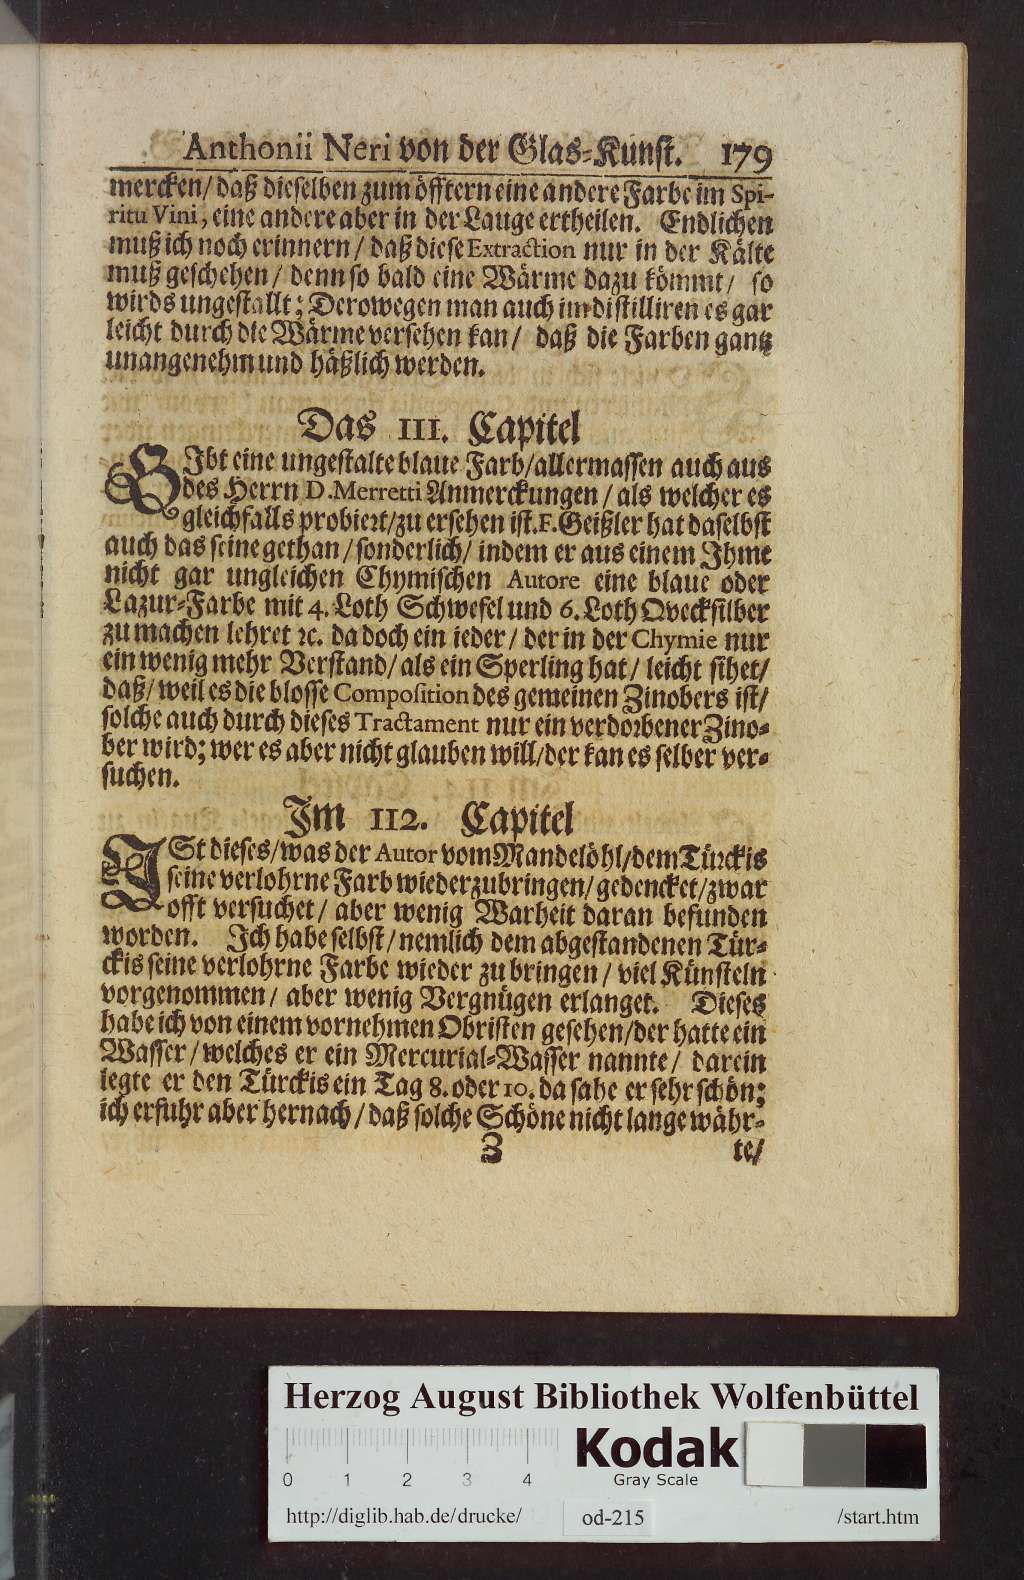 Anthonii Neri von der Glas-Kunst. 179
mercken/ daß dieselben zum öfftern eine andere Farbe im Spi-
ritu Vini, eine andere aber in der Lauge ertheilen. Endlichen
muß ich noch erinnern/ daß diese Extraction nur in der Kälte
muß geschehen/ denn so bald eine Wärme dazu kömmt/ so
wirds ungestallt; Derowegen man auch im distilliren es gar
leicht durch die Wärme versehen kan/ daß die Farben gantz
unangenehm und häßlich werden.
Das 111. Capitel
GIbt eine ungestalte blaue Farb/ allermassen auch aus
des Herrn D. Merretti Anmerckungen/ als welcher es
gleichfalls probiert/ zu ersehen ist. F. Geißler hat daselbst
auch das seine gethan/ sonderlich/ indem er aus einem Ihme
nicht gar ungleichen Chymischen Autore eine blaue oder
Lazur-Farbe mit 4. Loth Schwefel und 6. Loth Qvecksilber
zu machen lehret ꝛc. da doch ein ieder/ der in der Chymie nur
ein wenig mehr Verstand/ als ein Sperling hat/ leicht sihet/
daß/ weil es die blosse Composition des gemeinen Zinobers ist/
solche auch durch dieses Tractament nur ein verdorbener Zino-
ber wird; wer es aber nicht glauben will/ der kan es selber ver-
suchen.
Im 112. Capitel
ISt dieses/ was der Autor vom Mandelöhl/ dem Türckis
seine verlohrne Farb wiederzubringen/ gedencket/ zwar
offt versuchet/ aber wenig Warheit daran befunden
worden. Ich habe selbst/ nemlich dem abgestandenen Tür-
ckis seine verlohrne Farbe wieder zu bringen/ viel Künsteln
vorgenommen/ aber wenig Vergnügen erlanget. Dieses
habe ich von einem vornehmen Obristen gesehen/ der hatte ein
Wasser/ welches er ein Mercurial-Wasser nannte/ darein
legte er den Türckis ein Tag 8. oder 10. da sahe er sehr schön;
ich erfuhr aber hernach/ daß solche Schöne nicht lange währ-
Z te/
Herzog August Bibliothek Wolfenbüttel
Kodak
Gray Scale
0 1 2 3 4
http://diglib.hab.de/drucke/ od-215 /start.htm